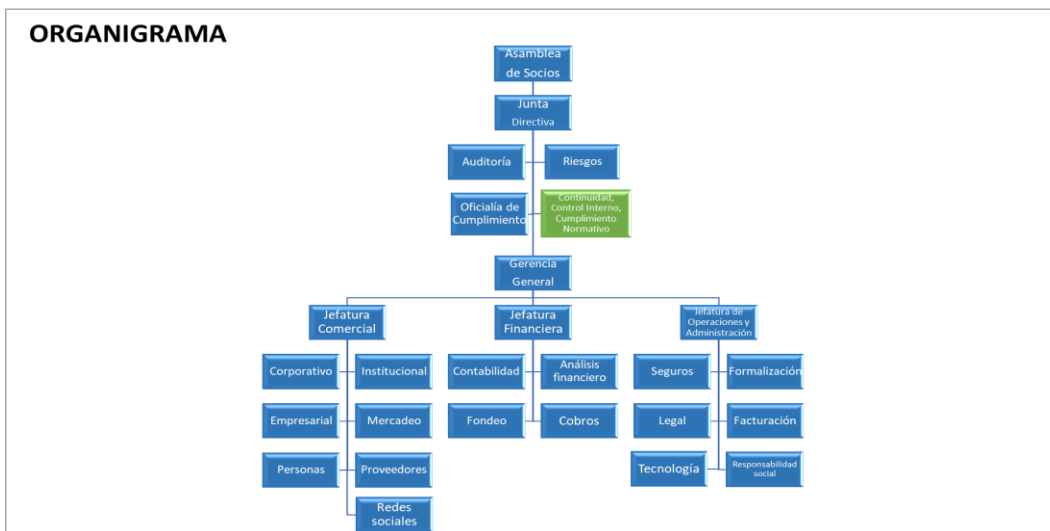 ORGANIGRAMA
Asamblea
de Socios
Junta
Directiva
Auditoría
Riesgos
Oficialía de
Cumplimiento
Continuidad,
Control Interno,
Cumplimiento
Normativo
Gerencia
General
Jefatura
Comercial
Jefatura
Financiera
Jefatura de
Operaciones y
Administración
Corporativo
Institucional
Empresarial
Mercadeo
Personas
Proveedores
Redes
sociales
Contabilidad
Análisis
financiero
Fondeo
Cobros
Seguros
Formalización
Legal
Facturación
Tecnología
Responsabilidad
social